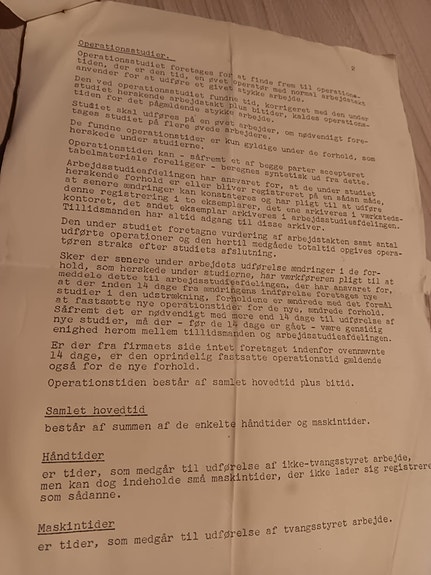 2
Operationsstudier.
Operationsstudiet foretages for at finde frem til operations-
tiden, der er den tid, en øvet operatør med normal arbejdstakt
anvender for at udføre et givet stykke arbejde.
Den ved operationsstudiet fundne tid, korrigeret med den under
studiet herskende arbejdstakt plus bitider, kaldes operations-
tiden for det pågældende stykke arbejde.
Studiet skal udføres på en øvet arbejder, om nødvendigt fore-
tages studiet på flere øvede arbejdere.
De fundne operationstider er kun gyldige under de forhold, som
herskede under studierne.
Operationstiden kan - såfremt et af begge parter accepteret
tabelmateriale foreligger - beregnes syntetisk ud fra dette.
Arbejdsstudieafdelingen har ansvaret for, at de under studiet
herskende forhold er eller bliver registreret på en sådan måde,
at senere ændringer kan konstateres og har pligt til at udføre
denne registrering i to eksemplarer, det ene arkiveres i værksteds-
kontoret, det andet eksemplar arkiveres i arbejdsstudieafdelingen.
Tillidsmanden har altid adgang til disse arkiver.
Den under studiet foretagne vurdering af arbejdstakten samt antal
udførte operationer og den hertil medgåede totaltid opgives opera-
tøren straks efter studiets afslutning.
Sker der senere under arbejdets udførelse ændringer i de for-
hold, som herskede under studierne, har værkføreren pligt til at
meddele dette til arbejdsstudieafdelingen, der har ansvaret for,
at der inden 14 dage fra ændringens indførelse foretages nye
studier i den udstrækning, forholdene er ændrede med det formål
at fastsætte nye operationstider for de nye, ændrede forhold.
Såfremt det er nødvendigt med mere end 14 dage til udførelse af
nye studier, må der - før de 14 dage er gået - være gensidig
enighed herom mellem tillidsmanden og arbejdsstudieafdelingen.
Er der fra firmaets side intet foretaget indenfor ovennævnte
14 dage, er den oprindelig fastsatte operationstid gældende
også for de nye forhold.
Operationstiden består af samlet hovedtid plus bitid.
Samlet hovedtid
består af summen af de enkelte håndtider og maskintider.
Håndtider
er tider, som medgår til udførelse af ikke-tvangsstyret arbejde,
men kan dog indeholde små maskintider, der ikke lader sig registrere
som sådanne.
Maskintider
er tider, som medgår til udførelse af tvangsstyret arbejde.